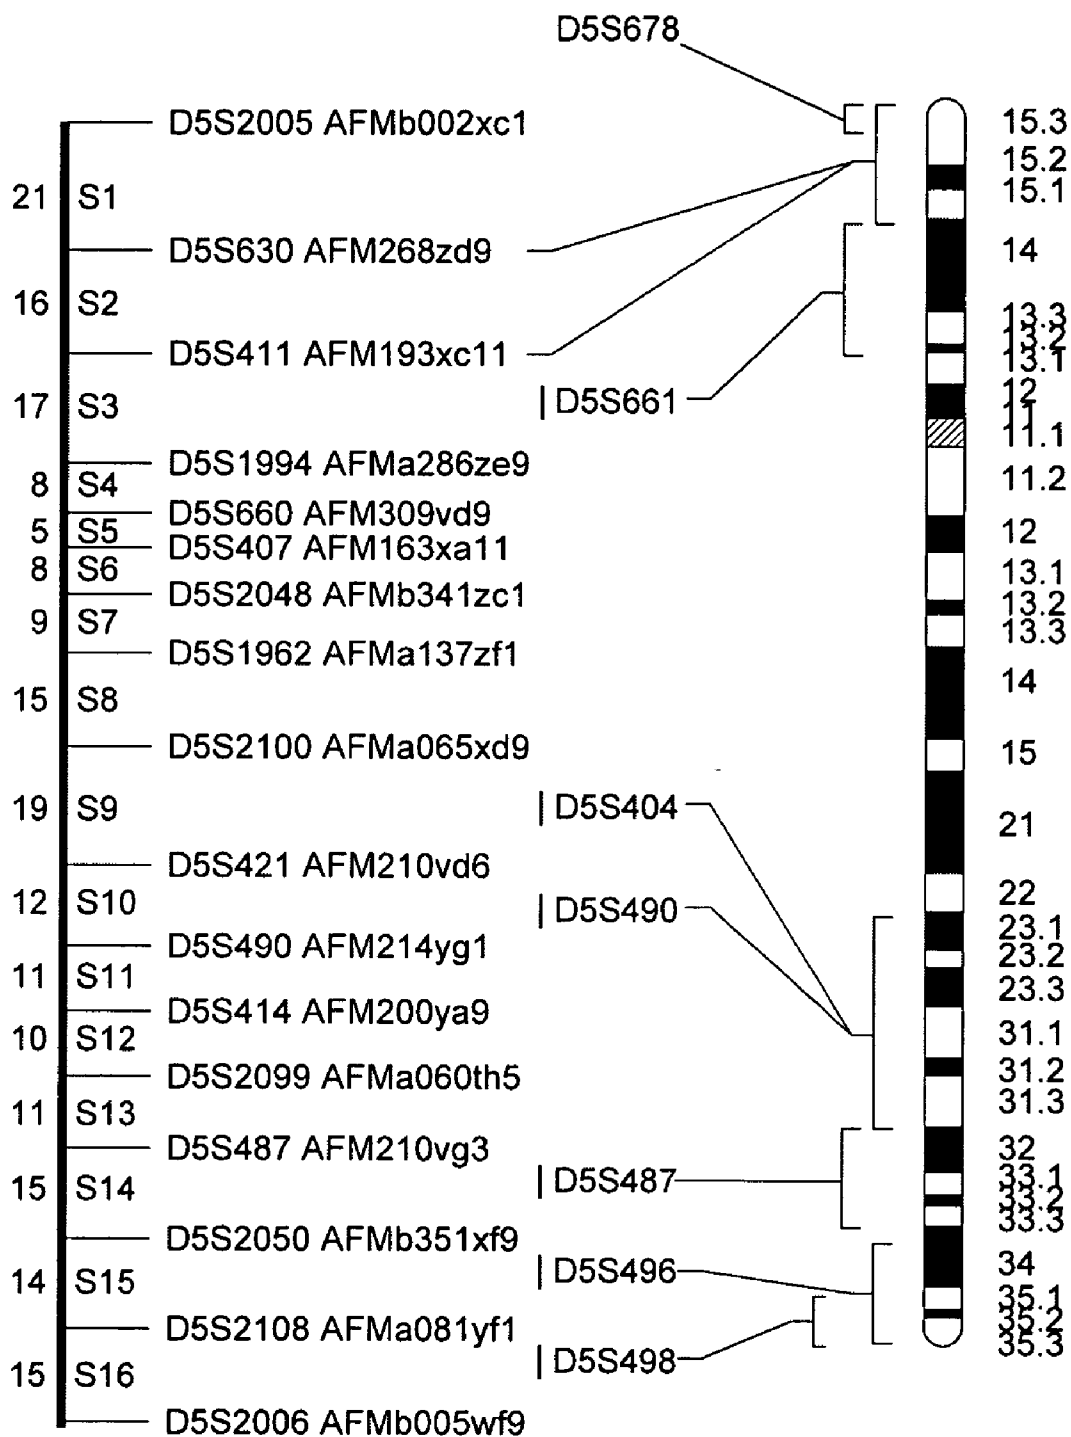 D5S678
D5S2005 AFMb002xc1
15.3
15.2
21 S1
15.1
D5S630 AFM268zd9
14
16 S2
13.3
13.2
D5S411 AFM193xc11
13.1
17 S3
D5S661
12
11
11.1
D5S1994 AFMa286ze9
8 S4
11.2
D5S660 AFM309vd9
5 S5
12
D5S407 AFM163xa11
8 S6
13.1
D5S2048 AFMb341zc1
13.2
9 S7
13.3
D5S1962 AFMa137zf1
14
15 S8
D5S2100 AFMa065xd9
15
19 S9
D5S404
21
D5S421 AFM210vd6
22
12 S10
D5S490
23.1
D5S490 AFM214yg1
23.2
11 S11
23.3
D5S414 AFM200ya9
10 S12
31.1
D5S2099 AFMa060th5
31.2
11 S13
31.3
D5S487 AFM210vg3
32
15 S14
D5S487
33.1
33.2
33.3
D5S2050 AFMb351xf9
14 S15
D5S496
34
35.1
35.2
D5S2108 AFMa081yf1
35.3
15 S16
D5S498
D5S2006 AFMb005wf9